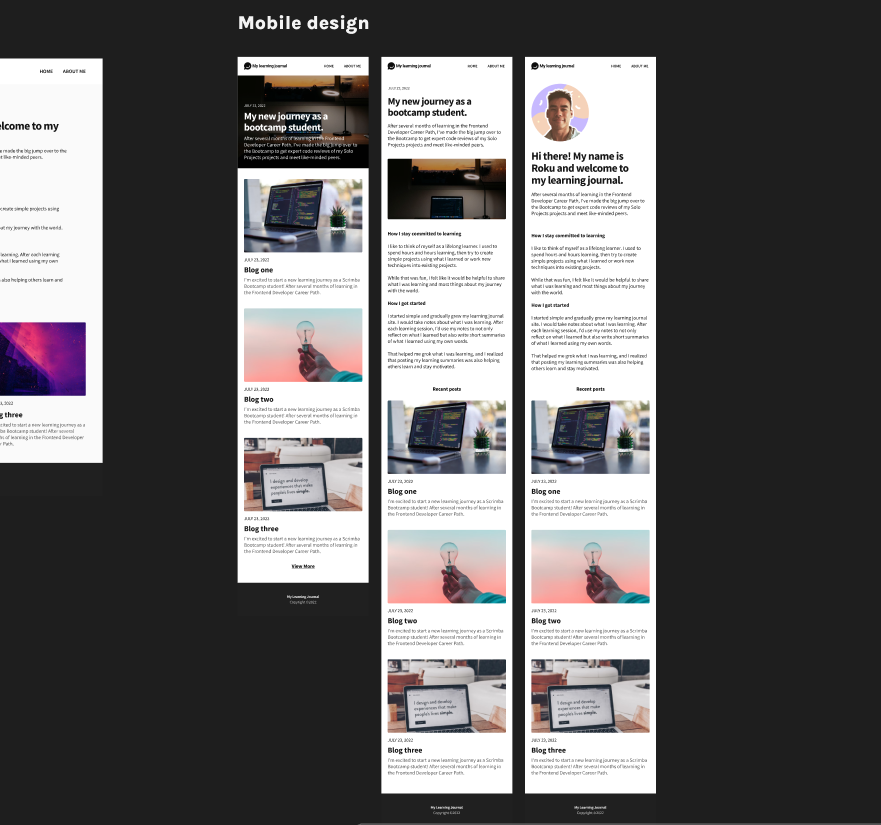 Mobile design
HOME ABOUT ME
elcome to my
made the big jump over to the
t like-minded peers.
create simple projects using
at my journey with the world.
learning. After each learning
what I learned using my own
also helping others learn and
3, 2022
g three
xcited to start a new learning journey as a
ba Bootcamp student! After several
hs of learning in the Frontend Developer
r Path.
My learning journal
HOME ABOUT ME
JULY 23, 2022
My new journey as a
bootcamp student.
After several months of learning in the Frontend
Developer Career Path, I've made the big jump over to
the Bootcamp to get expert code reviews of my Solo
Projects projects and meet like-minded peers.
JULY 23, 2022
Blog one
I'm excited to start a new learning journey as a Scrimba
Bootcamp student! After several months of learning in
the Frontend Developer Career Path.
JULY 23, 2022
Blog two
I'm excited to start a new learning journey as a Scrimba
Bootcamp student! After several months of learning in
the Frontend Developer Career Path.
I design and develop
experiences that make
people's lives simple.
JULY 23, 2022
Blog three
I'm excited to start a new learning journey as a Scrimba
Bootcamp student! After several months of learning in
the Frontend Developer Career Path.
View More
My Learning Journal
Copyright ©2022
My learning journal
HOME ABOUT ME
JULY 23, 2022
My new journey as a
bootcamp student.
After several months of learning in the Frontend
Developer Career Path, I've made the big jump over to
the Bootcamp to get expert code reviews of my Solo
Projects projects and meet like-minded peers.
How I stay committed to learning
I like to think of myself as a lifelong learner. I used to
spend hours and hours learning, then try to create
simple projects using what I learned or work new
techniques into existing projects.
While that was fun, I felt like it would be helpful to share
what I was learning and most things about my journey
with the world.
How I got started
I started simple and gradually grew my learning journal
site. I would take notes about what I was learning. After
each learning session, I'd use my notes to not only
reflect on what I learned but also write short summaries
of what I learned using my own words.
That helped me grok what I was learning, and I realized
that posting my learning summaries was also helping
others learn and stay motivated.
Recent posts
JULY 23, 2022
Blog one
I'm excited to start a new learning journey as a Scrimba
Bootcamp student! After several months of learning in
the Frontend Developer Career Path.
JULY 23, 2022
Blog two
I'm excited to start a new learning journey as a Scrimba
Bootcamp student! After several months of learning in
the Frontend Developer Career Path.
I design and develop
experiences that make
people's lives simple.
JULY 23, 2022
Blog three
I'm excited to start a new learning journey as a Scrimba
Bootcamp student! After several months of learning in
the Frontend Developer Career Path.
My Learning Journal
Copyright ©2022
My learning journal
HOME ABOUT ME
Hi there! My name is
Roku and welcome to
my learning journal.
After several months of learning in the Frontend
Developer Career Path, I've made the big jump over to
the Bootcamp to get expert code reviews of my Solo
Projects projects and meet like-minded peers.
How I stay committed to learning
I like to think of myself as a lifelong learner. I used to
spend hours and hours learning, then try to create
simple projects using what I learned or work new
techniques into existing projects.
While that was fun, I felt like it would be helpful to share
what I was learning and most things about my journey
with the world.
How I got started
I started simple and gradually grew my learning journal
site. I would take notes about what I was learning. After
each learning session, I'd use my notes to not only
reflect on what I learned but also write short summaries
of what I learned using my own words.
That helped me grok what I was learning, and I realized
that posting my learning summaries was also helping
others learn and stay motivated.
Recent posts
JULY 23, 2022
Blog one
I'm excited to start a new learning journey as a Scrimba
Bootcamp student! After several months of learning in
the Frontend Developer Career Path.
JULY 23, 2022
Blog two
I'm excited to start a new learning journey as a Scrimba
Bootcamp student! After several months of learning in
the Frontend Developer Career Path.
I design and develop
experiences that make
people's lives simple.
JULY 23, 2022
Blog three
I'm excited to start a new learning journey as a Scrimba
Bootcamp student! After several months of learning in
the Frontend Developer Career Path.
My Learning Journal
Copyright ©2022